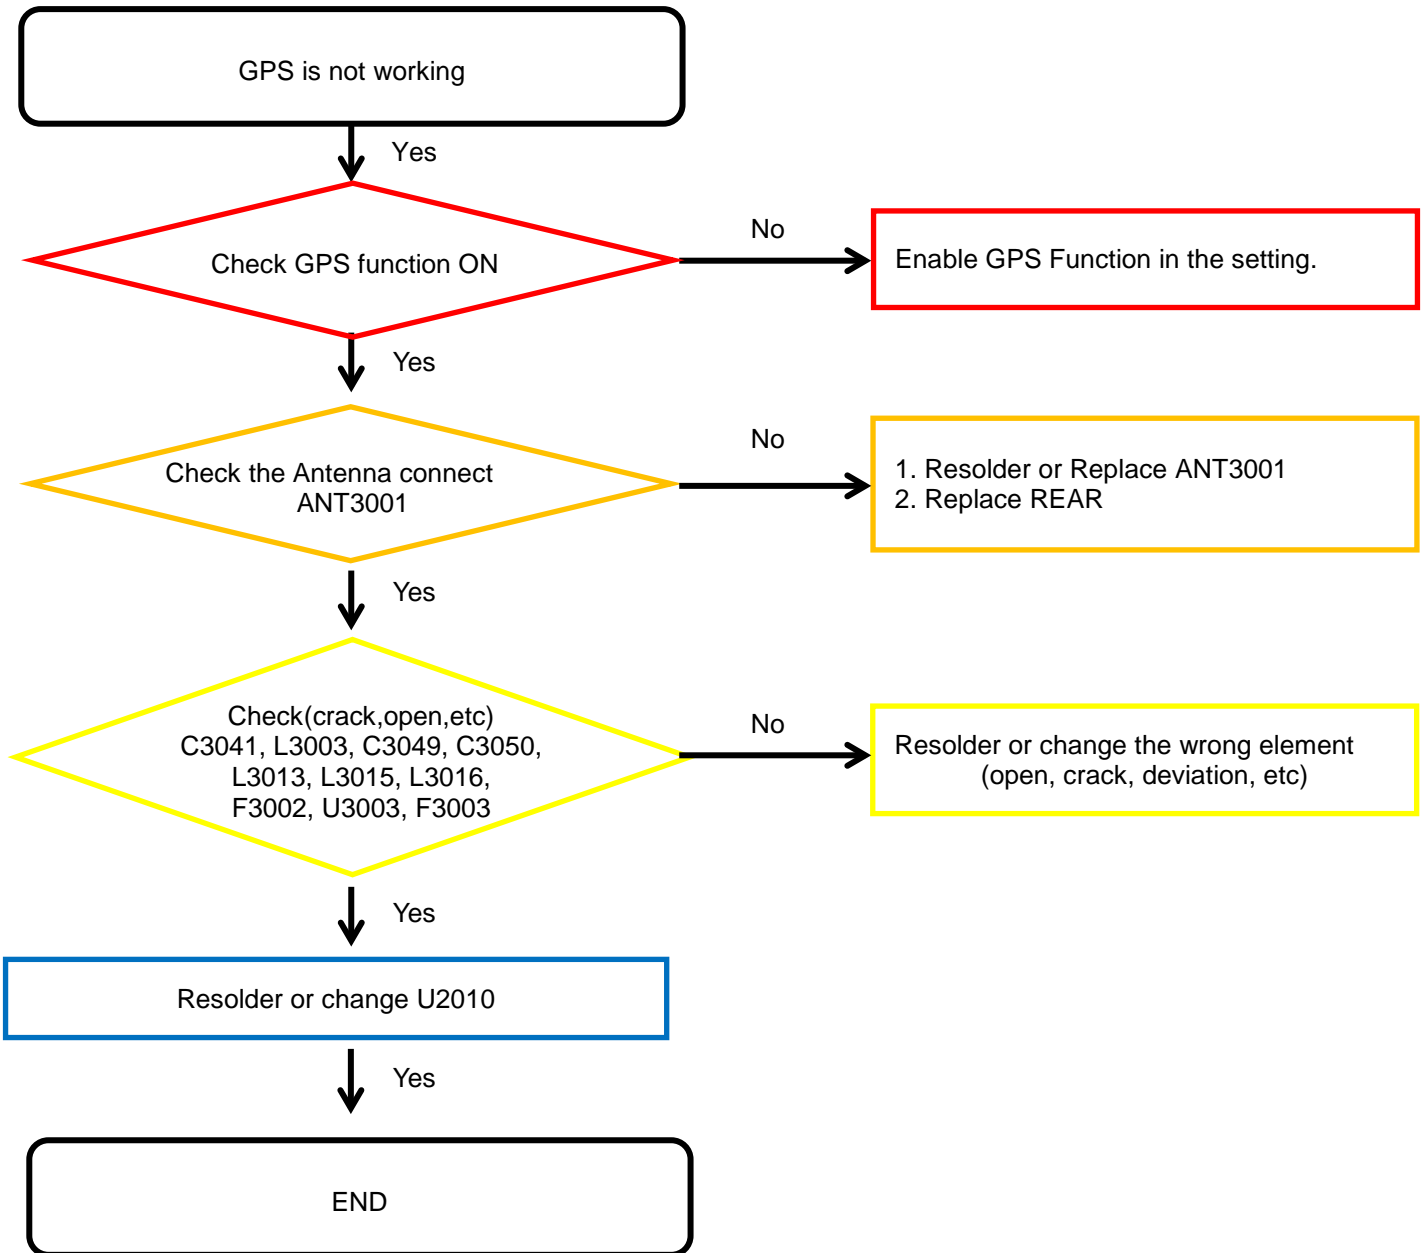 GPS is not working
Yes
Check GPS function ON
No
Enable GPS Function in the setting.
Yes
Check the Antenna connect
ANT3001
No
1. Resolder or Replace ANT3001
2. Replace REAR
Yes
Check(crack,open,etc)
C3041, L3003, C3049, C3050,
L3013, L3015, L3016,
F3002, U3003, F3003
No
Resolder or change the wrong element
(open, crack, deviation, etc)
Yes
Resolder or change U2010
Yes
END